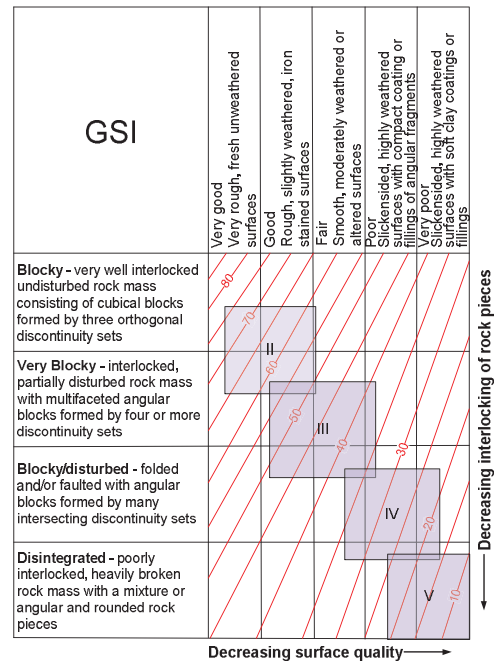 GSI
Very good
Very rough, fresh unweathered
surfaces
Good
Rough, slightly weathered, iron
stained surfaces
Fair
Smooth, moderately weathered or
altered surfaces
Poor
Slickensided, highly weathered
surfaces with compact coating or
fillings of angular fragments
Very poor
Slickensided, highly weathered
surfaces with soft clay coatings or
fillings
Blocky - very well interlocked
undisturbed rock mass
consisting of cubical blocks
formed by three orthogonal
discontinuity sets
Very Blocky - interlocked,
partially disturbed rock mass
with multifaceted angular
blocks formed by four or more
discontinuity sets
Blocky/disturbed - folded
and/or faulted with angular
blocks formed by many
intersecting discontinuity sets
Disintegrated - poorly
interlocked, heavily broken
rock mass with a mixture or
angular and rounded rock
pieces
80
70
II
60
50
III
40
30
IV
20
V
10
Decreasing interlocking of rock pieces
Decreasing surface quality